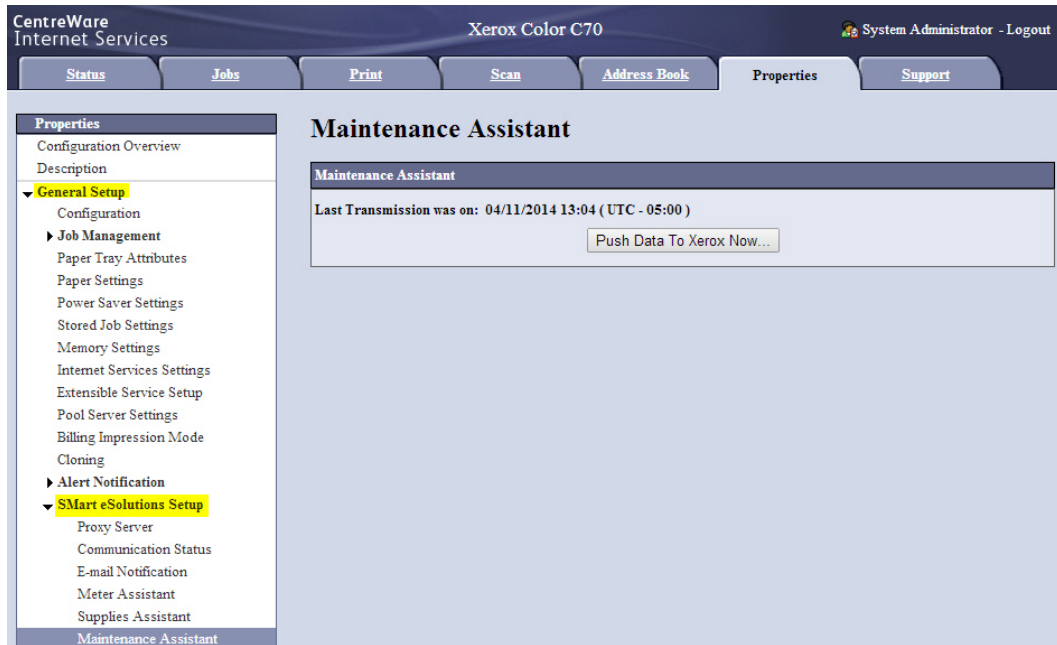 CentreWare
Internet Services
Xerox Color C70
System Administrator - Logout
Status
Jobs
Print
Scan
Address Book
Properties
Support
Properties
Configuration Overview
Description
General Setup
Configuration
Job Management
Paper Tray Attributes
Paper Settings
Power Saver Settings
Stored Job Settings
Memory Settings
Internet Services Settings
Extensible Service Setup
Pool Server Settings
Billing Impression Mode
Cloning
Alert Notification
SMart eSolutions Setup
Proxy Server
Communication Status
E-mail Notification
Meter Assistant
Supplies Assistant
Maintenance Assistant
Maintenance Assistant
Maintenance Assistant
Last Transmission was on: 04/11/2014 13:04 ( UTC - 05:00 )
Push Data To Xerox Now...